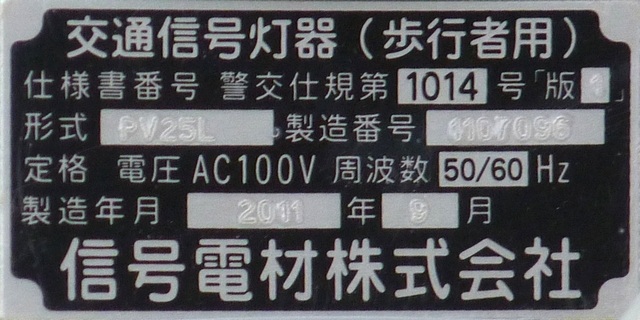 交通信号灯器(歩行者用)
仕様書番号 警交仕規第 1014 号「版1」
形式 PV25L 製造番号 1107096
定格 電圧 AC100V 周波数 50/60 Hz
製造年月 2011 年 9 月
信号電材株式会社